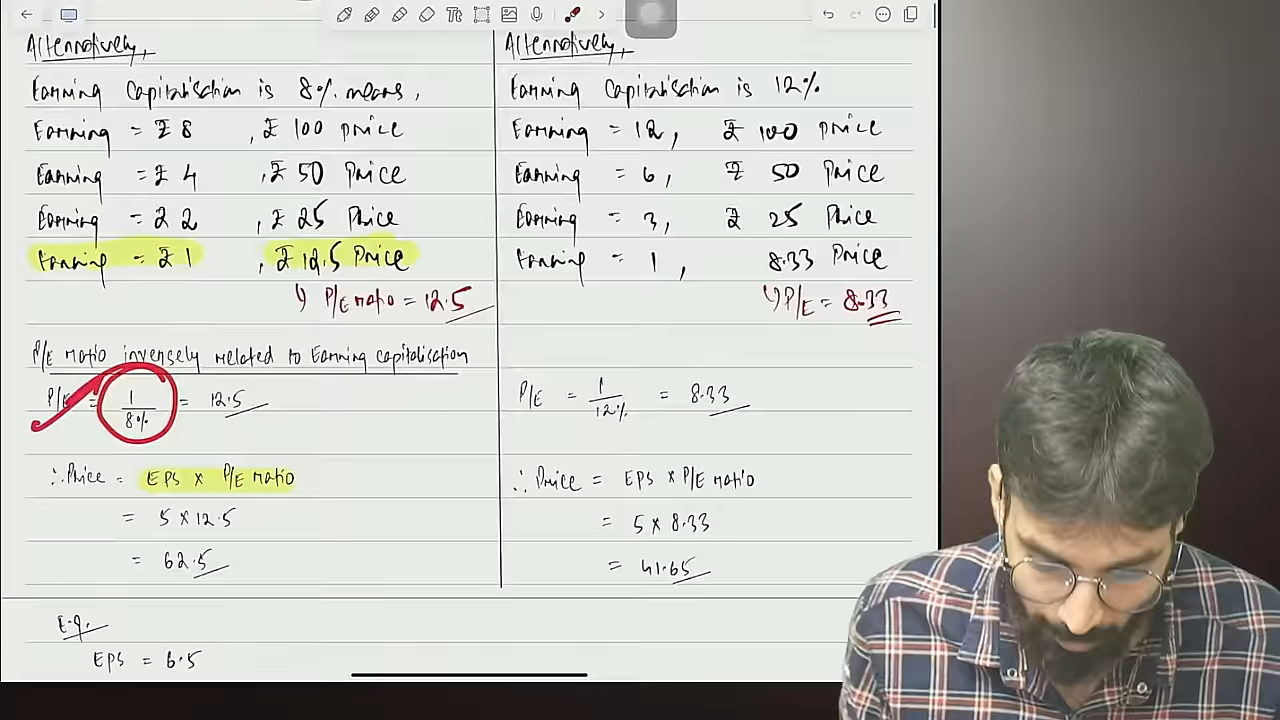 Alternatively,
Earning Capitalisation is 8% means,
Earning = ₹ 8 , ₹ 100 price
Earning = ₹ 4 , ₹ 50 Price
Earning = ₹ 2 , ₹ 25 Price
Earning = ₹ 1 , ₹ 12.5 Price
↳ P/E ratio = 12.5
P/E ratio inversely related to Earning capitalisation
P/E = 1/8% = 12.5
∴ Price = EPS × P/E ratio
= 5 × 12.5
= 62.5
E.g.
EPS = 6.5
Alternatively,
Earning Capitalisation is 12%
Earning = 12, ₹ 100 price
Earning = 6, ₹ 50 Price
Earning = 3, ₹ 25 Price
Earning = 1, 8.33 Price
↳ P/E = 8.33
P/E = 1/12% = 8.33
∴ Price = EPS × P/E ratio
= 5 × 8.33
= 41.65